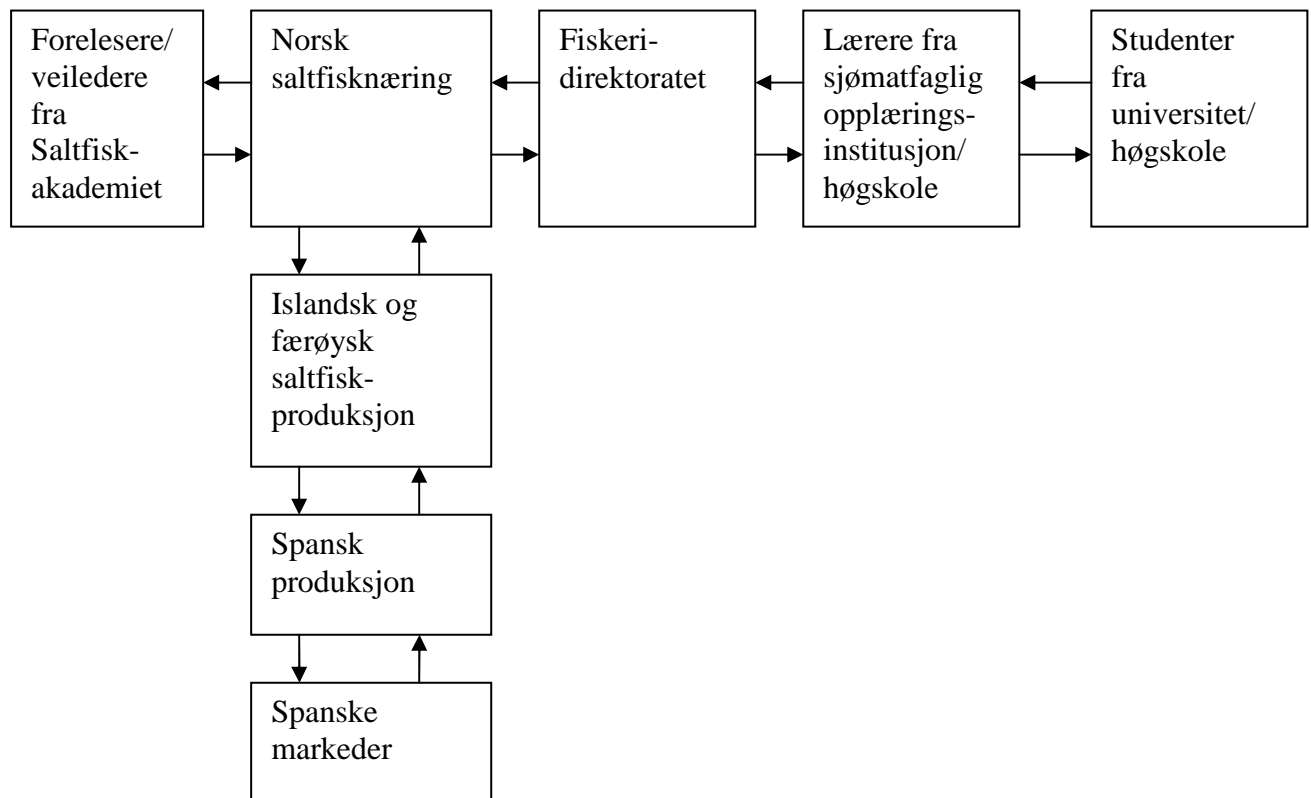 Forelesere/
veiledere
fra
Saltfisk-
akademiet
Norsk
saltfisknæring
Fiskeri-
direktoratet
Lærere fra
sjømatfaglig
opplærings-
institusjon/
høgskole
Studenter
fra
universitet/
høgskole
Islandsk og
færøysk
saltfisk-
produksjon
Spansk
produksjon
Spanske
markeder